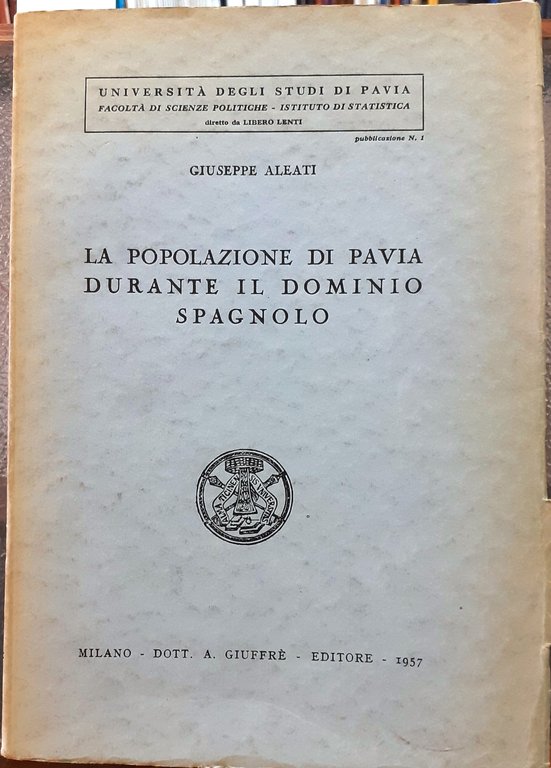 UNIVERSITÀ DEGLI STUDI DI PAVIA
FACOLTÀ DI SCIENZE POLITICHE - ISTITUTO DI STATISTICA
diretto da LIBERO LENTI
pubblicazione N. 1
GIUSEPPE ALEATI
LA POPOLAZIONE DI PAVIA
DURANTE IL DOMINIO
SPAGNOLO
MILANO - DOTT. A. GIUFFRÈ - EDITORE - 1957